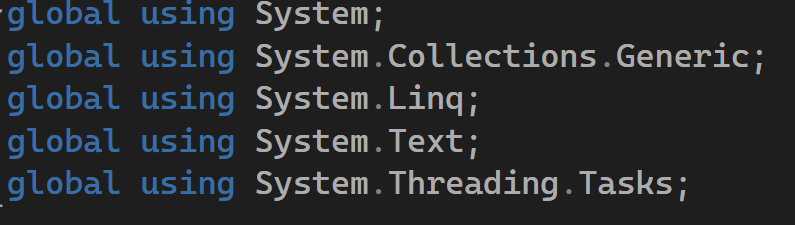 global using System;
global using System.Collections.Generic;
global using System.Linq;
global using System.Text;
global using System.Threading.Tasks;